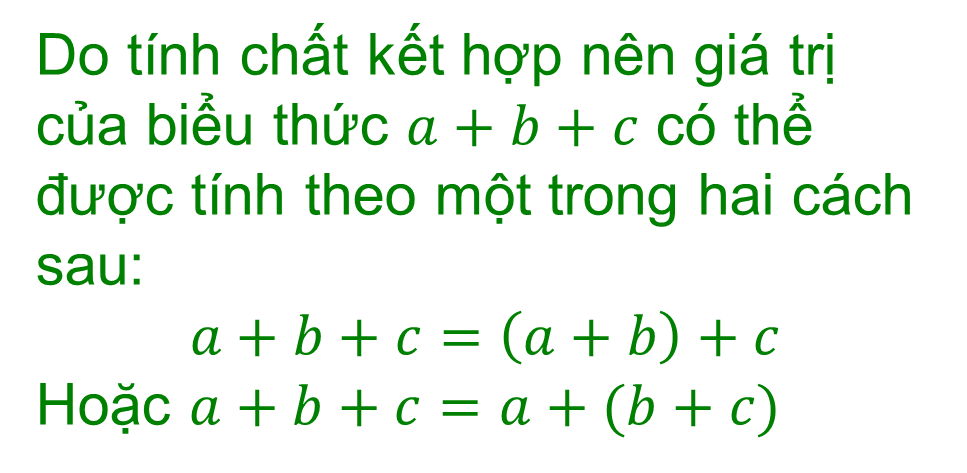 Do tính chất kết hợp nên giá trị
của biểu thức a + b + c có thể
được tính theo một trong hai cách
sau:
a + b + c = (a + b) + c
Hoặc a + b + c = a + (b + c)